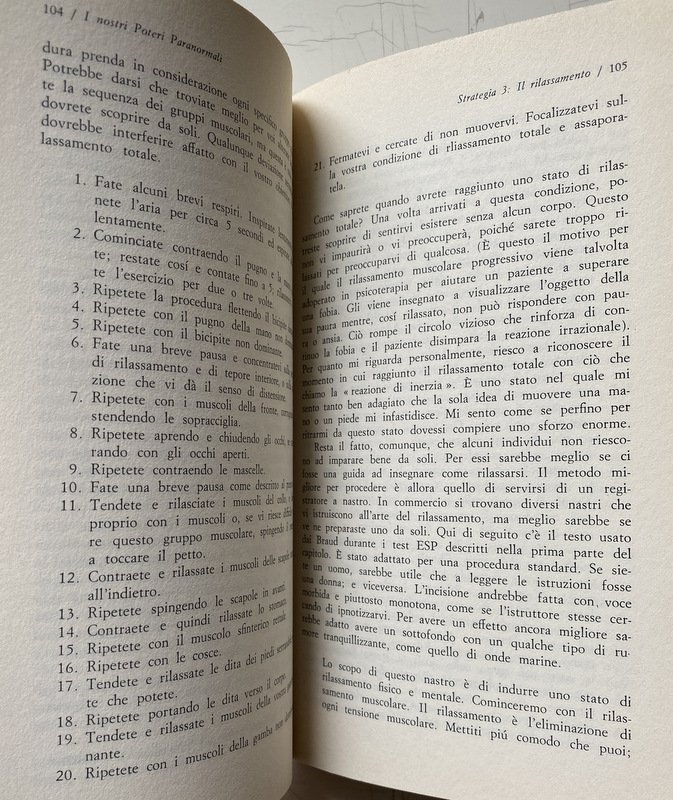 104 / I nostri Poteri Paranormali
dura prenda in considerazione ogni specifico
Potrebbe darsi che troviate meglio per voi
te la sequenza dei gruppi muscolari, ma questa
dovrete scoprire da soli. Qualunque deviazione
dovrebbe interferire affatto con il vostro
lassamento totale.
1. Fate alcuni brevi respiri. Inspirate
nete l'aria per circa 5 secondi ed
lentamente.
2. Cominciate contraendo il pugno e la
te; restate cosí e contate fino a 5;
te l'esercizio per due o tre volte.
3. Ripetete la procedura flettendo il bicipite
4. Ripetete con il pugno della mano non
5. Ripetete con il bicipite non dominante.
6. Fate una breve pausa e concentratevi
di rilassamento e di tepore interiore,
zione che vi dà il senso di distensione.
7. Ripetete con i muscoli della fronte,
stendendo le sopracciglia.
8. Ripetete aprendo e chiudendo gli occhi,
rando con gli occhi aperti.
9. Ripetete contraendo le mascelle.
10. Fate una breve pausa come descritto al
11. Tendete e rilasciate i muscoli del collo,
proprio con i muscoli o, se vi riesce
re questo gruppo muscolare, spingendo il
a toccare il petto.
12. Contraete e rilassate i muscoli delle scapole
all'indietro.
13. Ripetete spingendo le scapole in avanti.
14. Contraete e quindi rilassate lo stomaco.
15. Ripetete con il muscolo sfinterico rettale.
16. Ripetete con le cosce.
17. Tendete e rilassate le dita dei piedi
te che potete.
18. Ripetete portando le dita verso il corpo.
19. Tendete e rilassate i muscoli della vostra
nante.
20. Ripetete con i muscoli della gamba non
Strategia 3: Il rilassamento / 105
21. Fermatevi e cercate di non muovervi. Focalizzatevi sul-
la vostra condizione di rliassamento totale e assapora-
tela.
Come saprete quando avrete raggiunto uno stato di rilas-
samento totale? Una volta arrivati a questa condizione, po-
treste scoprire di sentirvi esistere senza alcun corpo. Questo
non vi impaurirà o vi preoccuperà, poiché sarete troppo ri-
lassati per preoccuparvi di qualcosa. (È questo il motivo per
il quale il rilassamento muscolare progressivo viene talvolta
adoperato in psicoterapia per aiutare un paziente a superare
una fobia. Gli viene insegnato a visualizzare l'oggetto della
sua paura mentre, cosí rilassato, non può rispondere con pau-
ra o ansia. Ciò rompe il circolo vizioso che rinforza di con-
tinuo la fobia e il paziente disimpara la reazione irrazionale).
Per quanto mi riguarda personalmente, riesco a riconoscere il
momento in cui raggiungo il rilassamento totale con ciò che
chiamo la « reazione di inerzia ». È uno stato nel quale mi
sento tanto ben adagiato che la sola idea di muovere una ma-
no o un piede mi infastidisce. Mi sento come se perfino per
ritrarmi da questo stato dovessi compiere uno sforzo enorme.
Resta il fatto, comunque, che alcuni individui non riesco-
no ad imparare bene da soli. Per essi sarebbe meglio se ci
fosse una guida ad insegnare come rilassarsi. Il metodo mi-
gliore per procedere è allora quello di servirsi di un regi-
stratore a nastro. In commercio si trovano diversi nastri che
vi istruiscono all'arte del rilassamento, ma meglio sarebbe se
ve ne preparaste uno da soli. Qui di seguito c'è il testo usato
dai Braud durante i test ESP descritti nella prima parte del
capitolo. È stato adattato per una procedura standard. Se sie-
te un uomo, sarebbe utile che a leggere le istruzioni fosse
una donna; e viceversa. L'incisione andrebbe fatta con voce
morbida e piuttosto monotona, come se l'istruttore stesse cer-
cando di ipnotizzarvi. Per avere un effetto ancora migliore sa-
rebbe adatto avere un sottofondo con un qualche tipo di ru-
more tranquillizzante, come quello di onde marine.
Lo scopo di questo nastro è di indurre uno stato di
rilassamento fisico e mentale. Cominceremo con il rilas-
samento muscolare. Il rilassamento è l'eliminazione di
ogni tensione muscolare. Mettiti piú comodo che puoi;